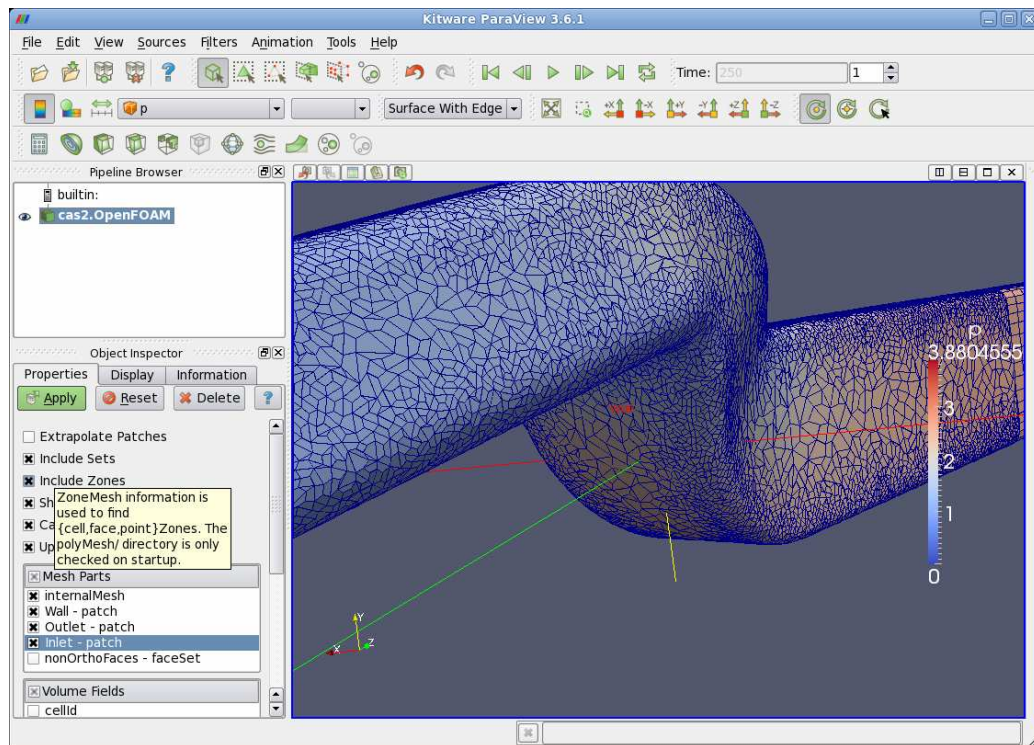 Kitware ParaView 3.6.1
File Edit View Sources Filters Animation Tools Help
Time: 250 1
p Surface With Edge
+X -X +Y -Y +Z -Z
Pipeline Browser
builtin:
cas2.OpenFOAM
Object Inspector
Properties Display Information
Apply Reset Delete ?
Extrapolate Patches
Include Sets
Include Zones
Sh
Ca
Up
ZoneMesh information is
used to find
{cell,face,point}Zones. The
polyMesh/ directory is only
checked on startup.
Mesh Parts
internalMesh
Wall - patch
Outlet - patch
Inlet - patch
nonOrthoFaces - faceSet
Volume Fields
cellId
p
3.8804555
3
2
1
0
Y
X
Z